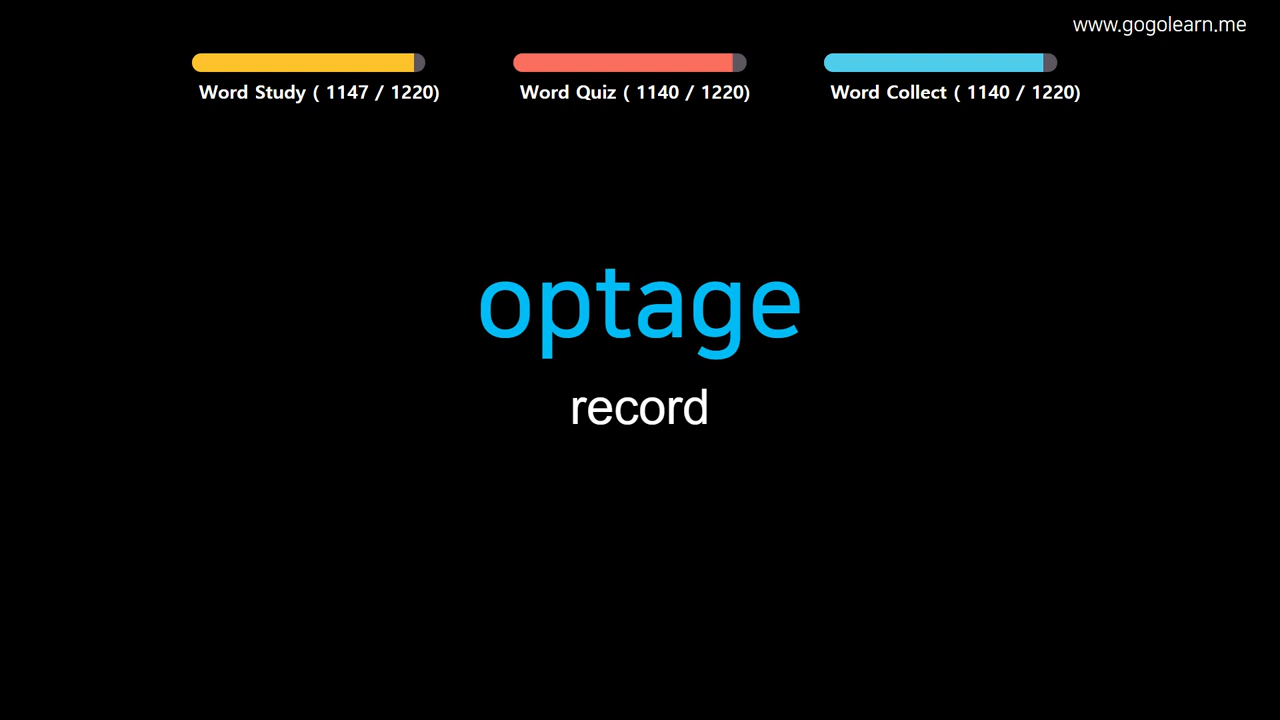 www.gogolearn.me
Word Study ( 1147 / 1220)
Word Quiz ( 1140 / 1220)
Word Collect ( 1140 / 1220)
optage
record